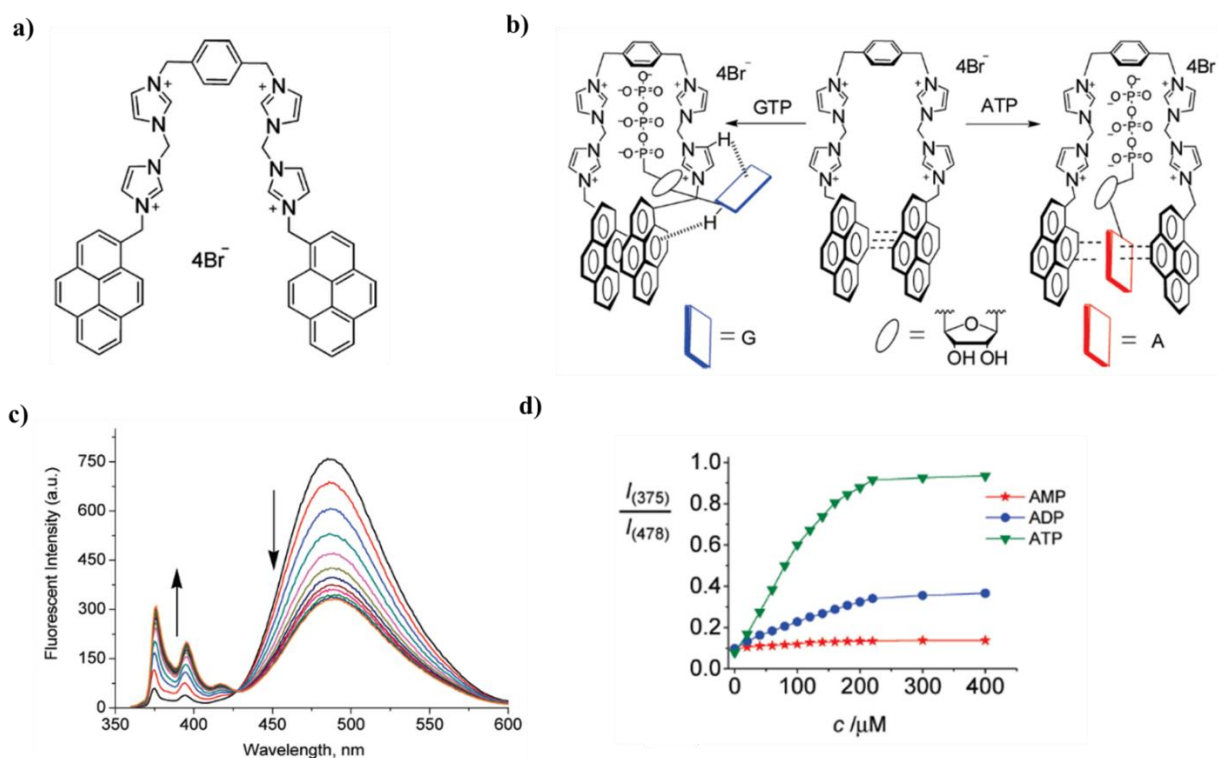 a)
N
+
N
N
+
N
N
N
+
N
N
+
4Br⁻
b)
4Br⁻
GTP
4Br⁻
ATP
4Br
H
H
= G
=
O
OH OH
= A
c)
Fluorescent Intensity (a.u.)
750
600
450
300
150
0
350 400 450 500 550 600
Wavelength, nm
d)
I(375)
I(478)
1.0
0.8
0.6
0.4
0.2
0.0
AMP
ADP
ATP
0 100 200 300 400
c /μM